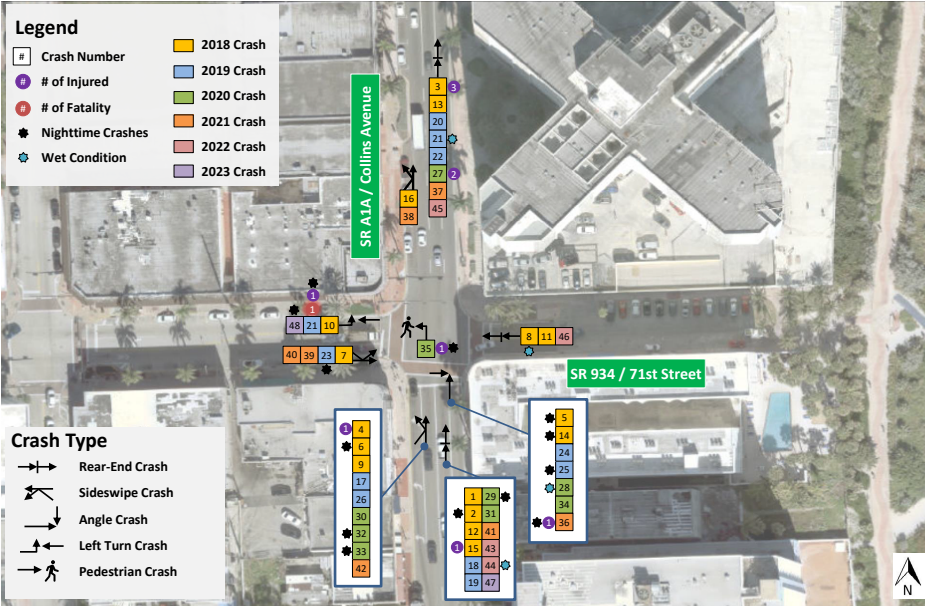 Legend
# Crash Number
# # of Injured
# # of Fatality
Nighttime Crashes
Wet Condition
2018 Crash
2019 Crash
2020 Crash
2021 Crash
2022 Crash
2023 Crash
SR A1A / Collins Avenue
3 3
13
20
21
22
27 2
37
45
16
38
1
1
48 21 10
40 39 23 7
35 1
8 11 46
SR 934 / 71st Street
Crash Type
Rear-End Crash
Sideswipe Crash
Angle Crash
Left Turn Crash
Pedestrian Crash
1 4
6
9
17
26
30
32
33
42
1 29
2 31
12 41
1 15 43
18 44
19 47
5
14
24
25
28
34
1 36
N